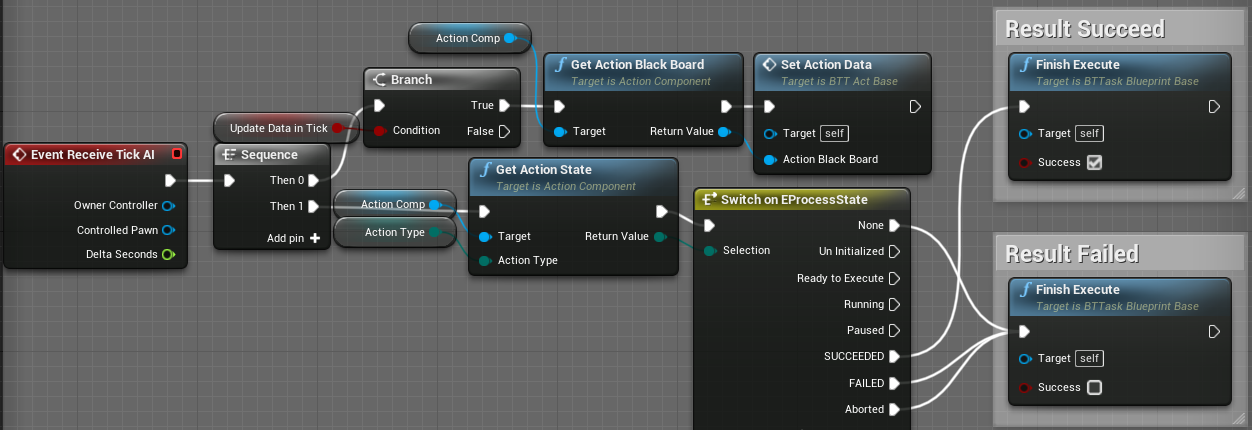 Result Succeed
Action Comp
Get Action Black Board
Target is Action Component
Target
Return Value
Set Action Data
Target is BTT Act Base
Target self
Action Black Board
Finish Execute
Target is BTTask Blueprint Base
Target self
Success
Branch
True
Condition
False
Update Data in Tick
Event Receive Tick AI
Owner Controller
Controlled Pawn
Delta Seconds
Sequence
Then 0
Then 1
Add pin
Action Comp
Action Type
Get Action State
Target is Action Component
Target
Return Value
Action Type
Switch on EProcessState
None
Selection
Un Initialized
Ready to Execute
Running
Paused
SUCCEEDED
FAILED
Aborted
Result Failed
Finish Execute
Target is BTTask Blueprint Base
Target self
Success